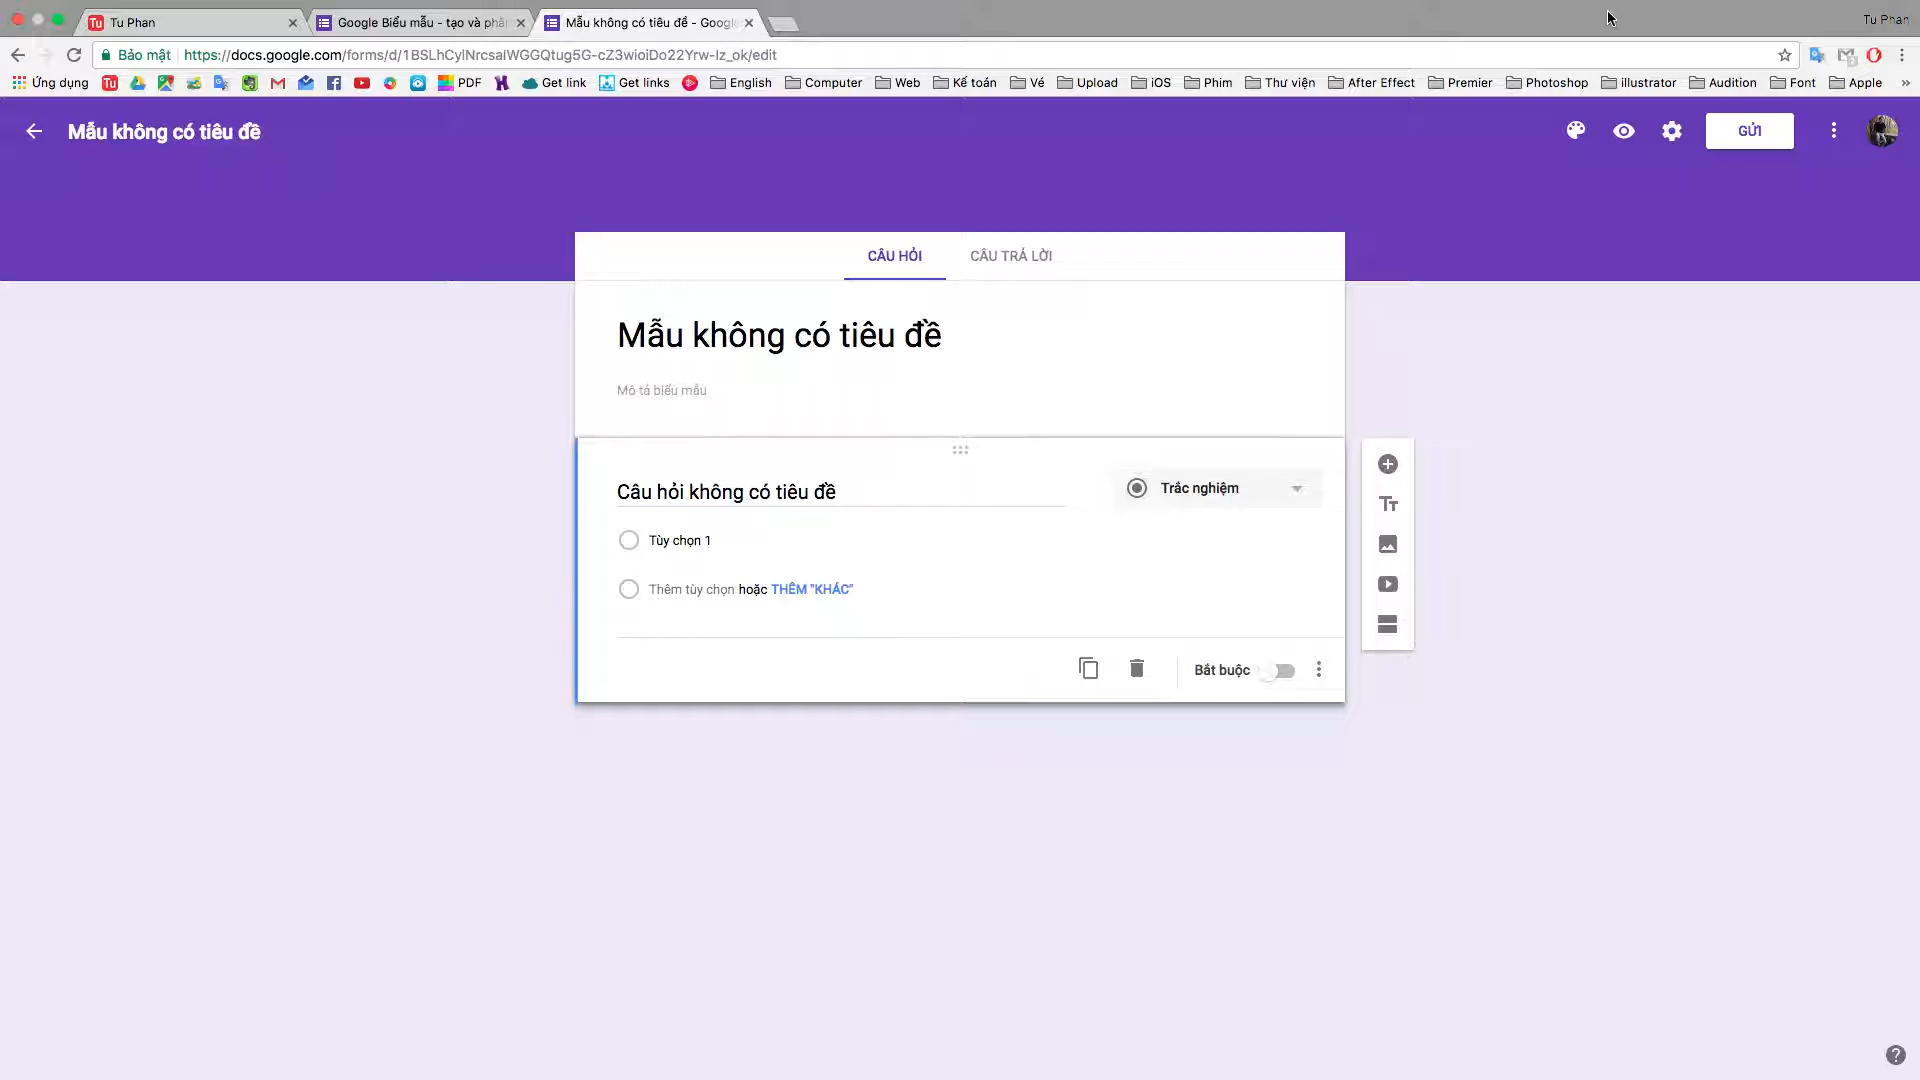 Tu Phan
Google Biểu mẫu - tạo và phân
Mẫu không có tiêu đề - Google
Tu Phan
Bảo mật
https://docs.google.com/forms/d/1BSLhCylNrcsalWGGQtug5G-cZ3wioiDo22Yrw-Iz_ok/edit
Ứng dụng
Tu
PDF
Get link
Get links
English
Computer
Web
Kế toán
Vé
Upload
iOS
Phim
Thư viện
After Effect
Premier
Photoshop
illustrator
Audition
Font
Apple
»
Mẫu không có tiêu đề
GỬI
CÂU HỎI
CÂU TRẢ LỜI
Mẫu không có tiêu đề
Mô tả biểu mẫu
Câu hỏi không có tiêu đề
Trắc nghiệm
Tùy chọn 1
Thêm tùy chọn hoặc THÊM "KHÁC"
Bắt buộc